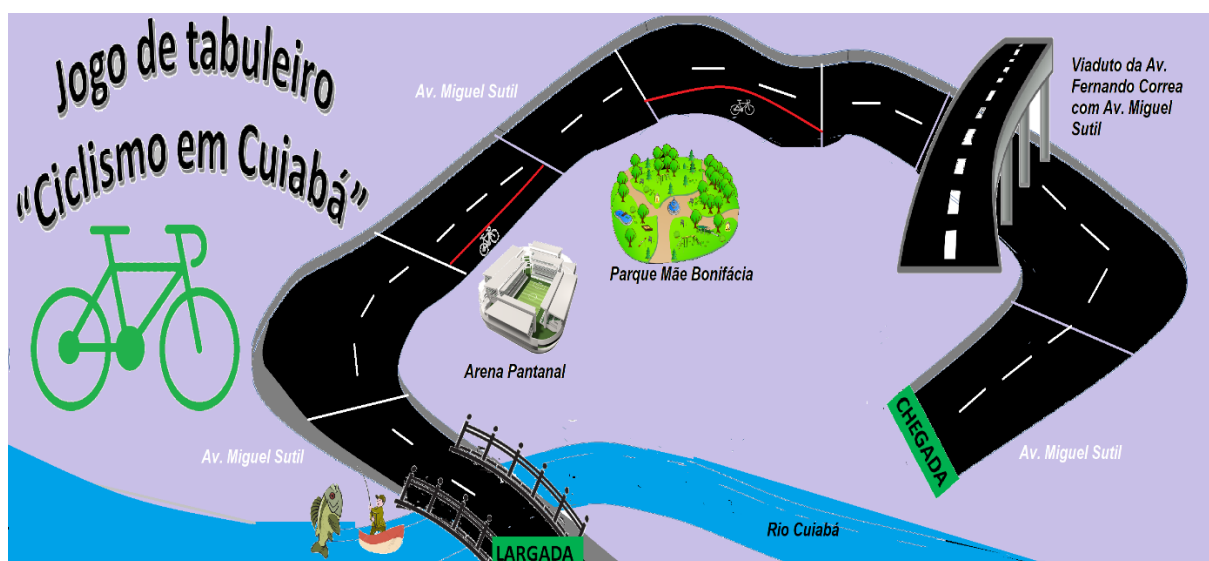 Jogo de tabuleiro
“Ciclismo em Cuiabá”
Av. Miguel Sutil
Viaduto da Av.
Fernando Correa
com Av. Miguel
Sutil
Parque Mãe Bonifácia
Arena Pantanal
CHEGADA
Av. Miguel Sutil
Av. Miguel Sutil
Rio Cuiabá
LARGADA